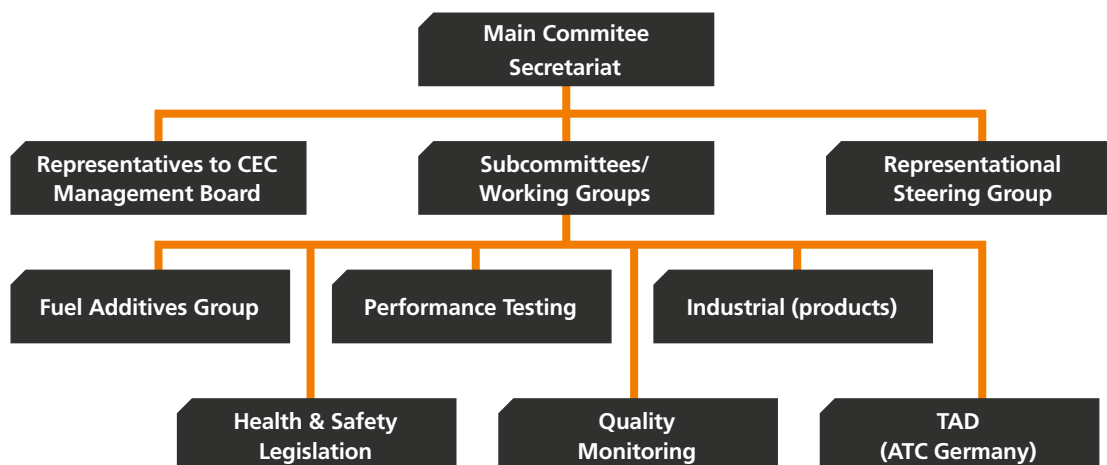 Main Commitee
Secretariat
Representatives to CEC
Management Board
Subcommittees/
Working Groups
Representational
Steering Group
Fuel Additives Group
Performance Testing
Industrial (products)
Health & Safety
Legislation
Quality
Monitoring
TAD
(ATC Germany)